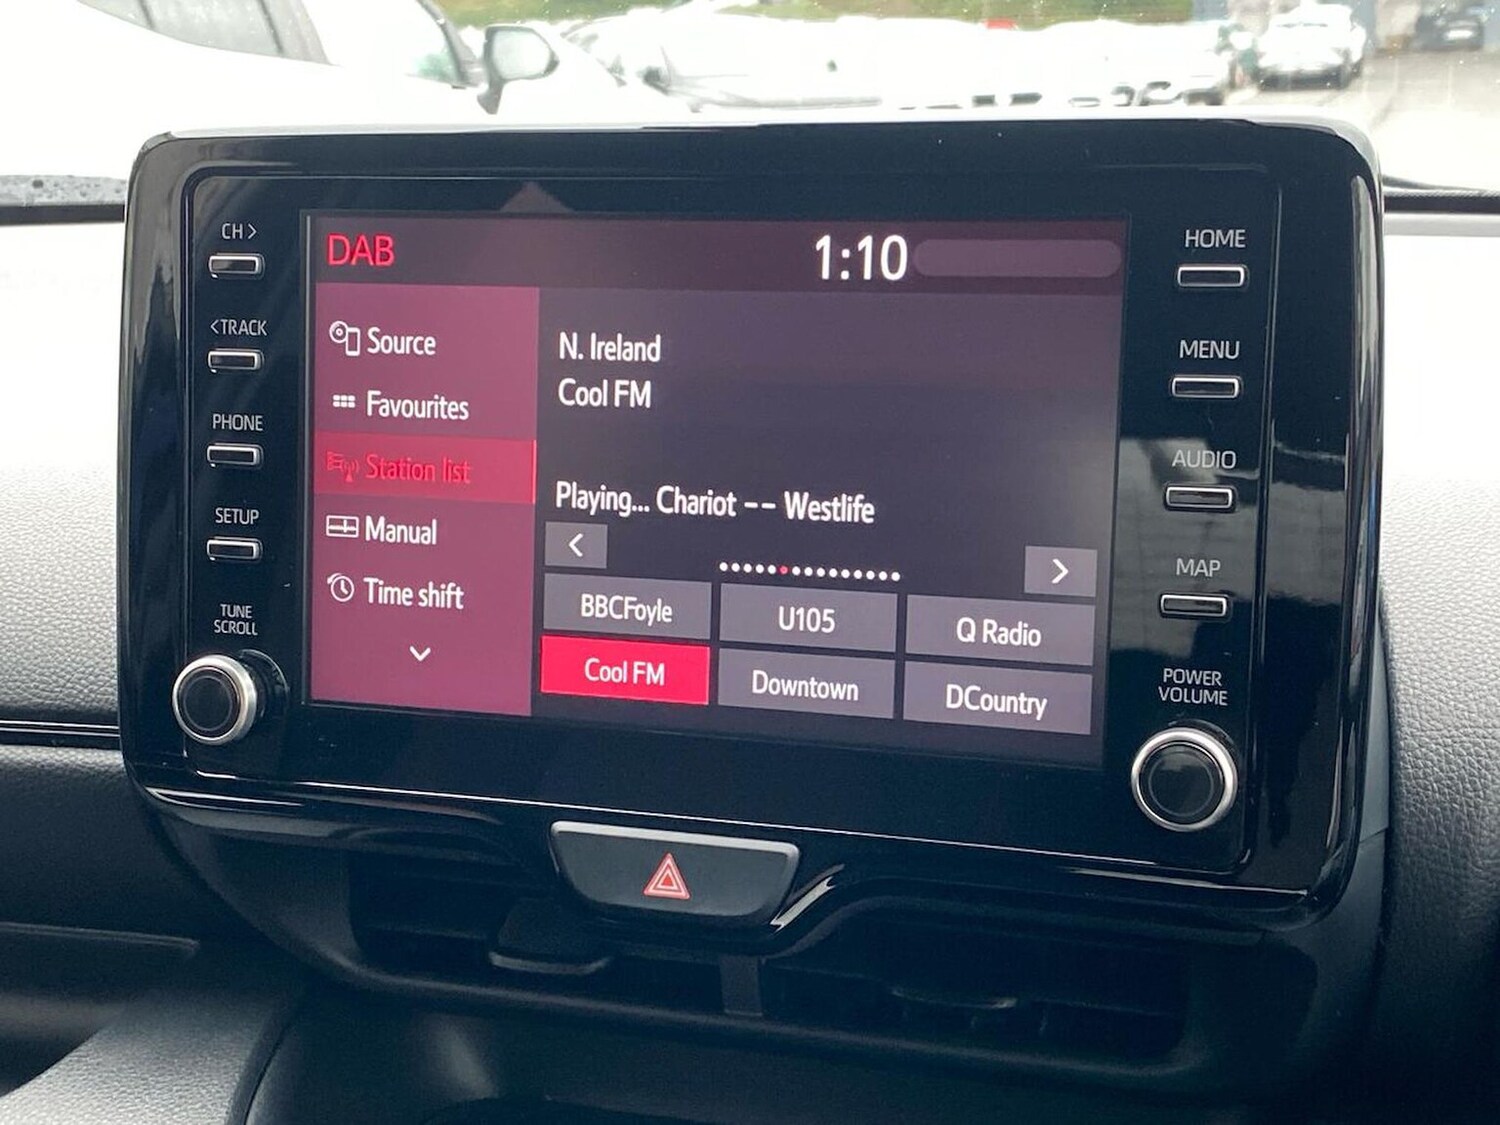 CH>
<TRACK
PHONE
SETUP
TUNE
SCROLL
DAB
1:10
Source
Favourites
Station list
Manual
Time shift
N. Ireland
Cool FM
Playing... Chariot -- Westlife
<
>
BBCFoyle
U105
Q Radio
Cool FM
Downtown
DCountry
HOME
MENU
AUDIO
MAP
POWER
VOLUME